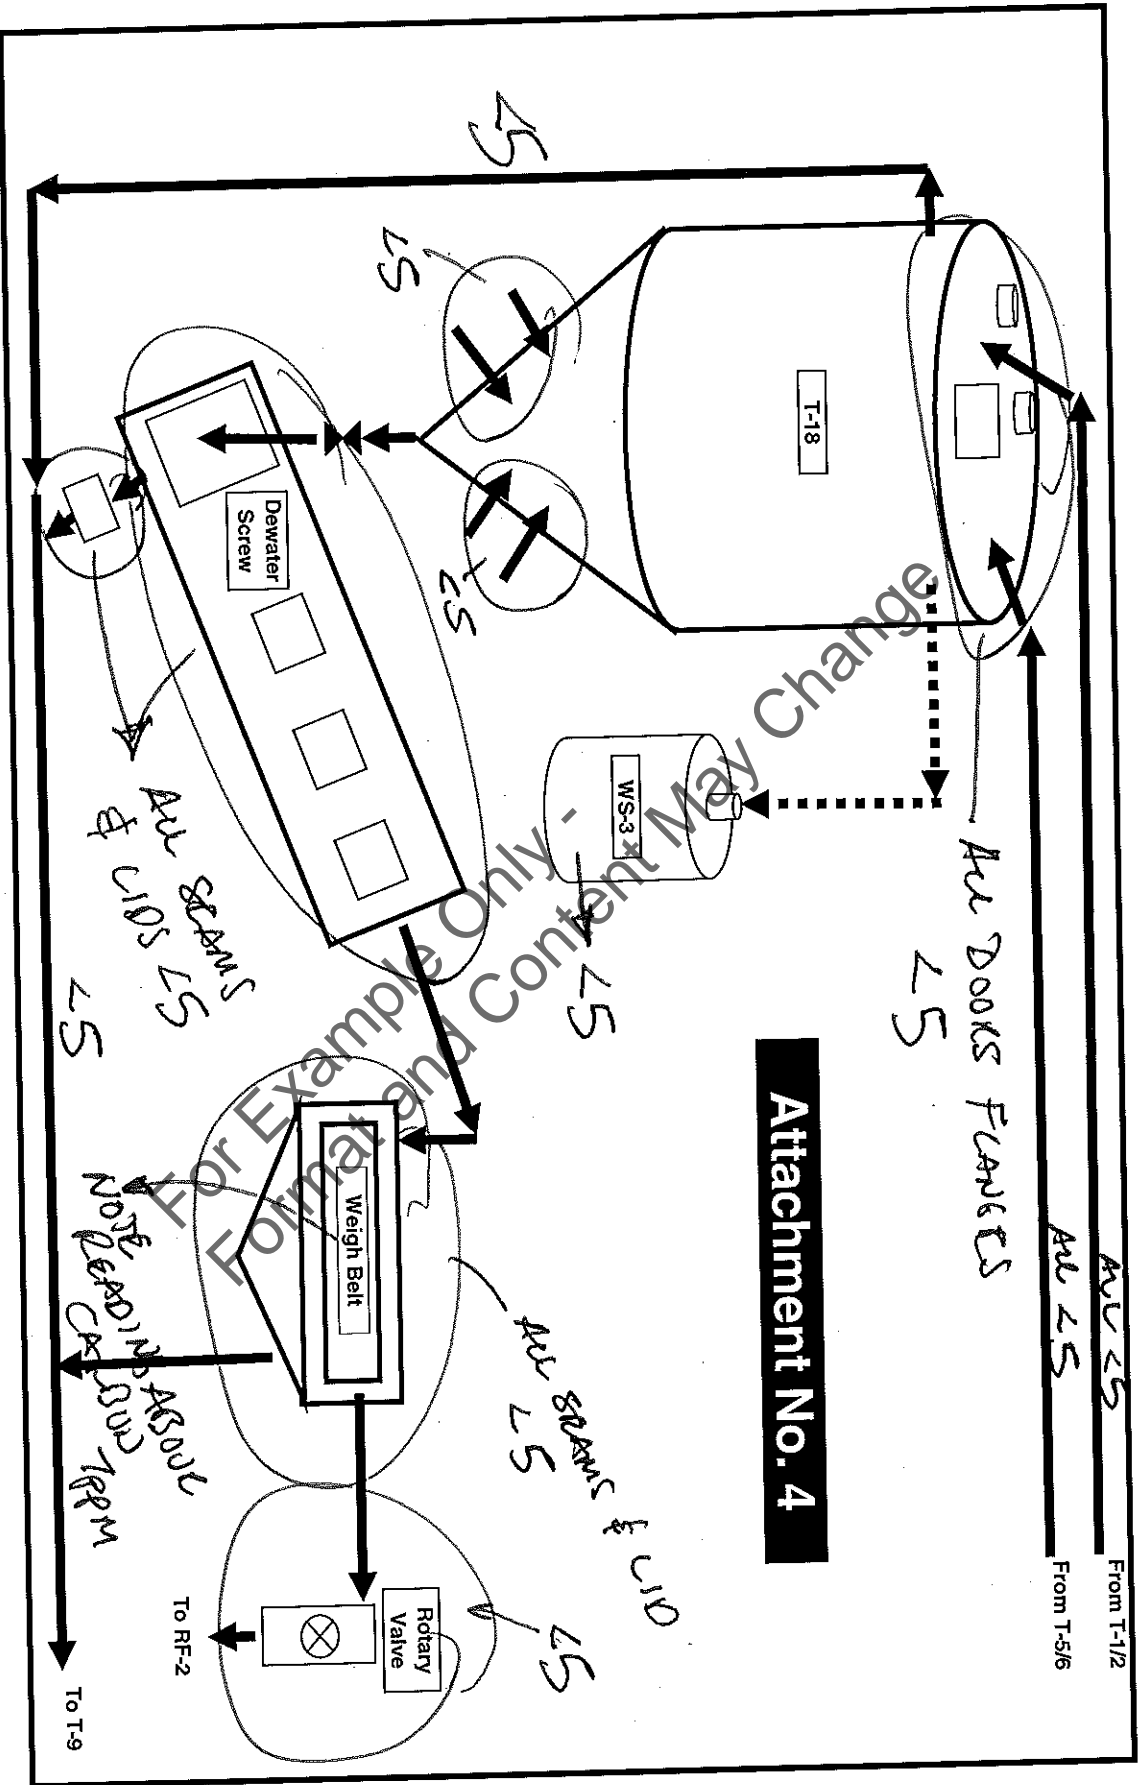 From T-1/2
From T-5/6
ALL <5
ALL <5
ALL DOORS FLANGES
<5
Attachment No. 4
T-18
WS-3
<5
<5
<5
<5
<5
Dewater
Screw
ALL SEAMS
& LIDS <5
<5
Weigh Belt
ALL SEAMS & LID
<5
NOTE
READING ABOVE
CARBON
7PPM
Rotary
Valve
<5
To RF-2
To T-9
For Example Only -
Format and Content May Change